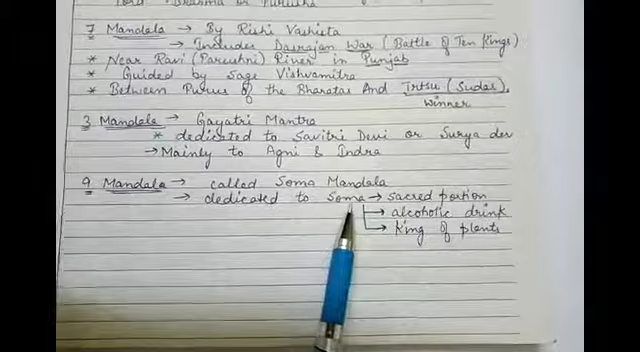 7 Mandala → By Rishi Vashista
→ Includes Dasrajan War (Battle of Ten Kings)
* Near Ravi (Parushni) River in Punjab
* Guided by Sage Vishvamitra
* Between Purus of the Bharatas And Trtsu (Sudas),
winner
3 Mandala → Gayatri Mantra
* dedicated to Savitri Devi or Surya dev
→ Mainly to Agni & Indra
9 Mandala → called Soma Mandala
→ dedicated to Soma → sacred portion
→ alcoholic drink
→ King of plants